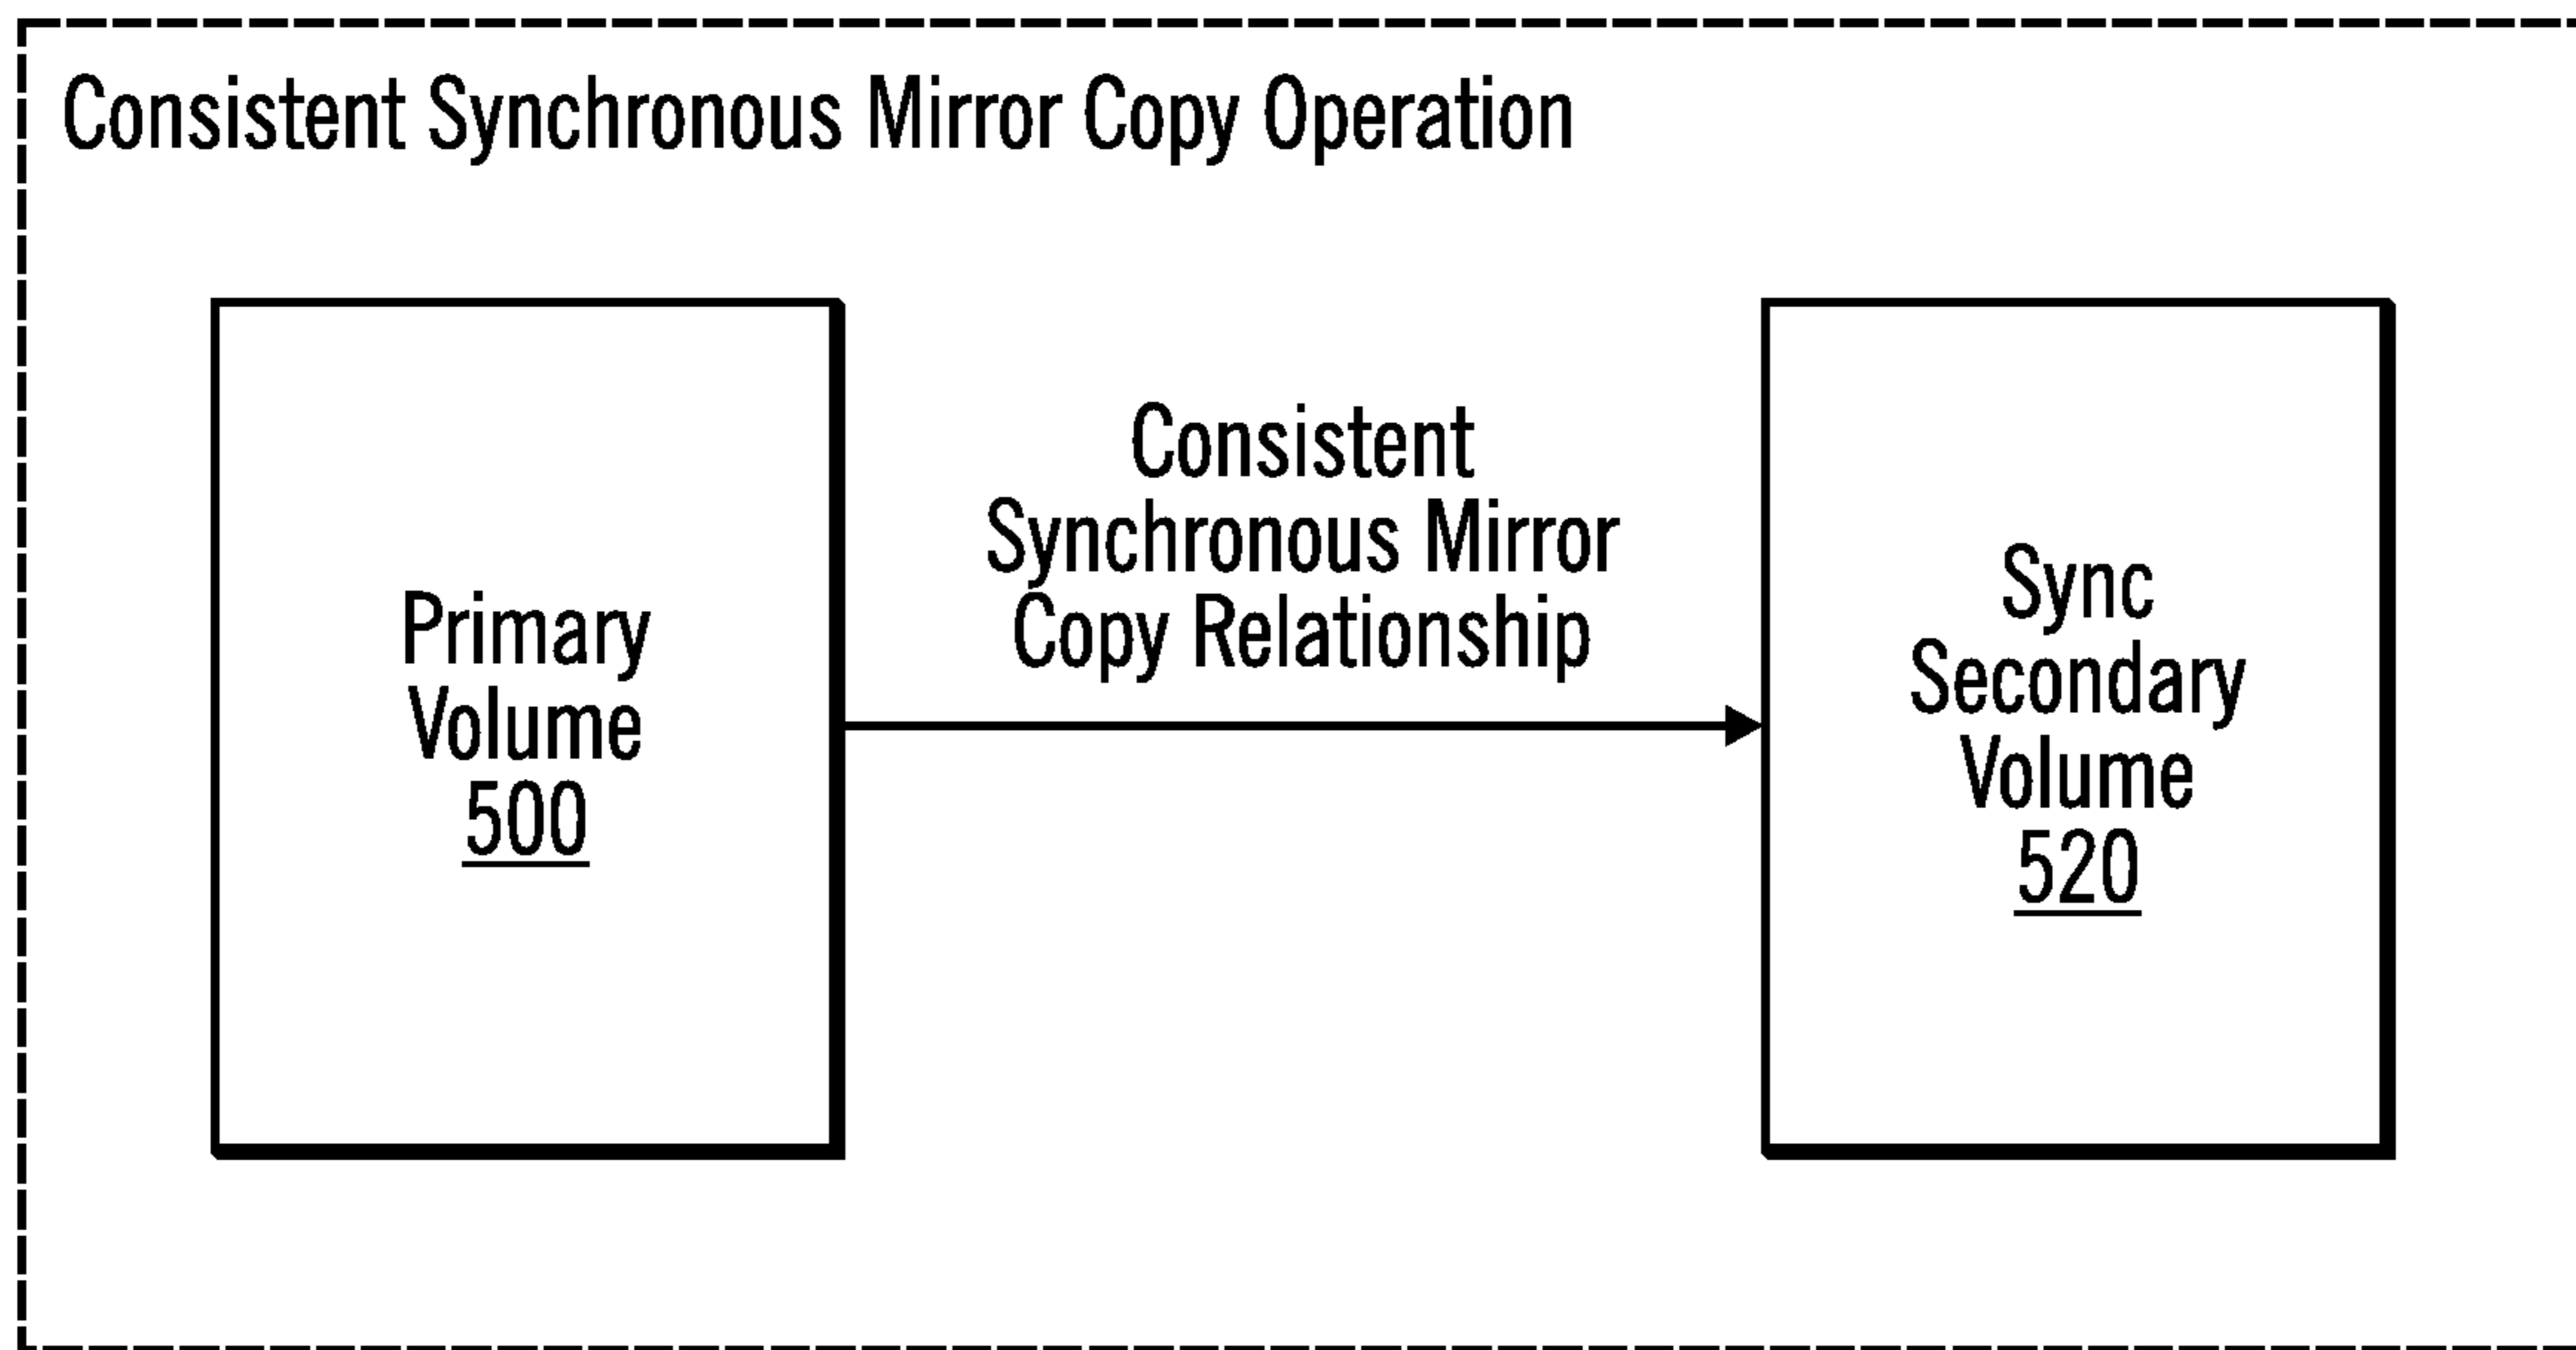 Consistent Synchronous Mirror Copy Operation
Primary
Volume
500
Consistent
Synchronous Mirror
Copy Relationship
Sync
Secondary
Volume
520